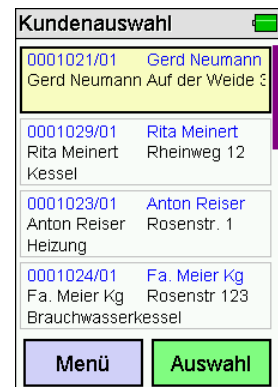 Kundenauswahl
0001021/01 Gerd Neumann
Gerd Neumann Auf der Weide 3
0001029/01 Rita Meinert
Rita Meinert Rheinweg 12
Kessel
0001023/01 Anton Reiser
Anton Reiser Rosenstr. 1
Heizung
0001024/01 Fa. Meier Kg
Fa. Meier Kg Rosenstr 123
Brauchwasserkessel
Menü Auswahl